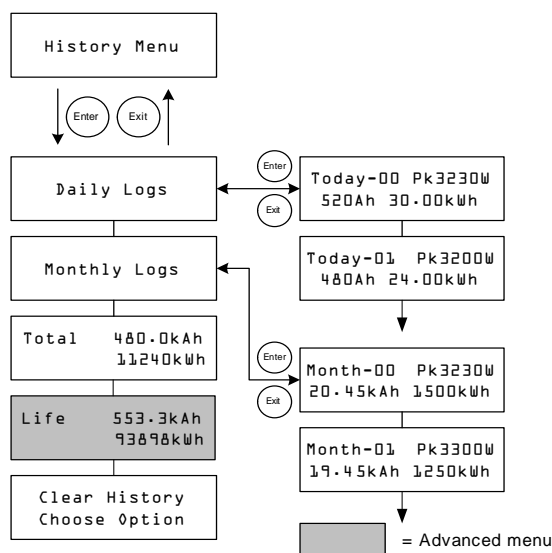 History Menu
Enter
Exit
Daily Logs
Enter
Exit
Today-00 Pk3230W
520Ah 30.00kWh
Today-01 Pk3200W
480Ah 24.00kWh
Monthly Logs
Total 480.0kAh
11240kWh
Enter
Exit
Month-00 Pk3230W
20.45kAh 1500kWh
Month-01 Pk3300W
19.45kAh 1250kWh
Life 553.3kAh
93898kWh
Clear History
Choose Option
= Advanced menu